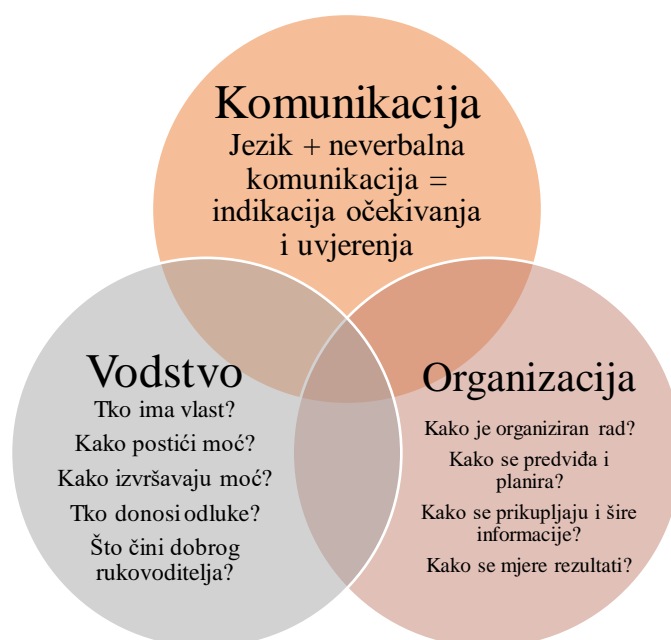 Komunikacija
Jezik + neverbalna
komunikacija =
indikacija očekivanja
i uvjerenja
Vodstvo
Tko ima vlast?
Kako postići moć?
Kako izvršavaju moć?
Tko donosi odluke?
Što čini dobrog
rukovoditelja?
Organizacija
Kako je organiziran rad?
Kako se predviđa i
planira?
Kako se prikupljaju i šire
informacije?
Kako se mjere rezultati?